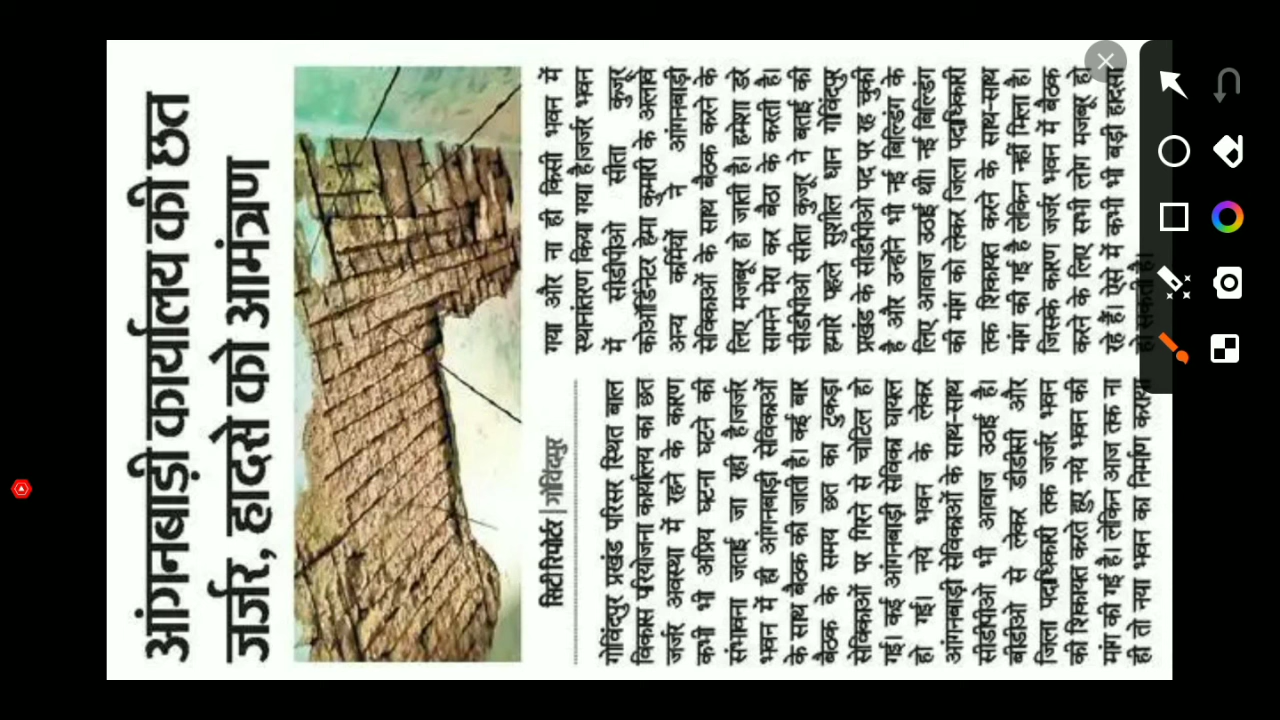 आंगनबाड़ी कार्यालय की छत
जर्जर, हादसे को आमंत्रण
सिटी रिपोर्टर | गोविंदपुर
गोविंदपुर प्रखंड परिसर स्थित बाल
विकास परियोजना कार्यालय का छत
जर्जर अवस्था में रहने के कारण
कभी भी अप्रिय घटना घटने की
संभावना जताई जा रही है।जर्जर
भवन में ही आंगनबाड़ी सेविकाओं
के साथ बैठक की जाती है। कई बार
बैठक के समय छत का टुकड़ा
सेविकाओं पर गिरने से चोटिल हो
गई। कई आंगनबाड़ी सेविका घायल
हो गई। नये भवन के लेकर
आंगनबाड़ी सेविकाओं के साथ-साथ
सीडीपीओ भी आवाज उठाई है।
बीडीओ से लेकर डीडीसी और
जिला पदाधिकारी तक जर्जर भवन
की शिकायत करते हुए नये भवन की
मांग की गई है। लेकिन आज तक ना
ही तो नया भवन का निर्माण कराया
गया और ना ही किसी भवन में
स्थानांतरण किया गया है।जर्जर भवन
में सीडीपीओ सीता कुजूर
कोऑर्डिनेटर हेमा कुमारी के अलावे
अन्य कर्मियों ने आंगनबाड़ी
सेविकाओं के साथ बैठक करने के
लिए मजबूर हो जाती है। हमेशा डरे
सामने मेरा कर बैठा के करती है।
सीडीपीओ सीता कुजूर ने बताई की
हमारे पहले सुशील धान गोविंदपुर
प्रखंड के सीडीपीओ पद पर रह चुकी
है और उन्होंने भी नई बिल्डिंग के
लिए आवाज उठाई थी। नई बिल्डिंग
की मांग को लेकर जिला पदाधिकारी
तक शिकायत करने के साथ-साथ
मांग की गई है लेकिन नहीं मिला है।
जिसके कारण जर्जर भवन में बैठक
करने के लिए सभी लोग मजबूर हो
रहे हैं। ऐसे में कभी भी बड़ी हादसा
हो सकती है।